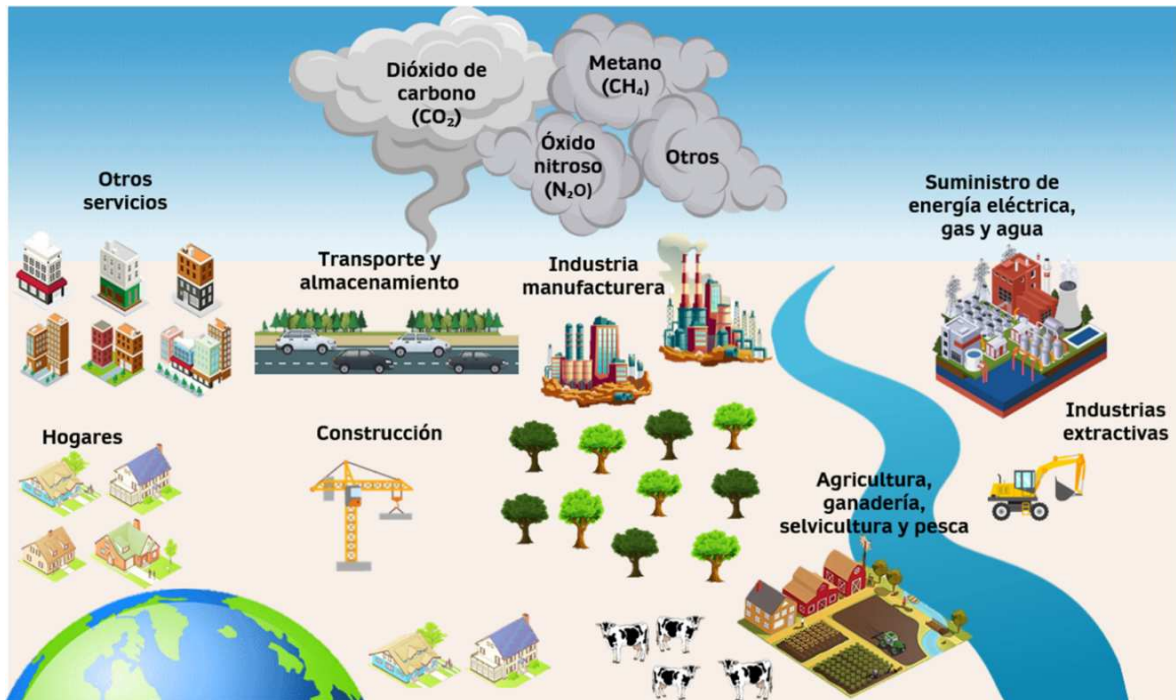 Dióxido de
carbono
(CO₂)
Metano
(CH₄)
Óxido
nitroso
(N₂O)
Otros
Otros
servicios
Transporte y
almacenamiento
Industria
manufacturera
Suministro de
energía eléctrica,
gas y agua
Hogares
Construcción
Industrias
extractivas
Agricultura,
ganadería,
selvicultura y pesca